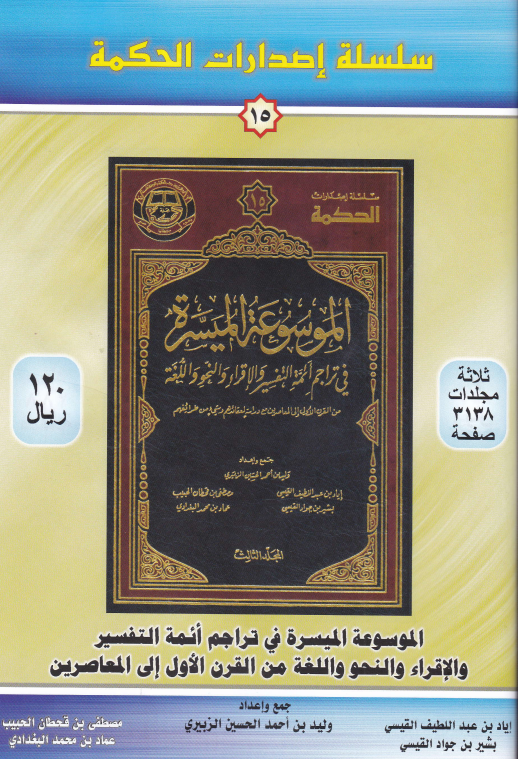 سلسلة إصدارات الحكمة
١٥
سلسلة إصدارات
الحكمة
١٥
الموسوعة الميسرة
في تراجم أئمة التفسير والإقراء والنحو واللغة
من القرن الأول إلى المعاصرين مع دراسة لعقائدهم وشيء من طرائفهم
جمع وإعداد
وليد بن أحمد الحسين الزبيري
إياد بن عبد اللطيف القيسي
مصطفى بن قحطان الحبيب
بشير بن جواد القيسي
عماد بن محمد البغدادي
المجلد الثالث
ثلاثة
مجلدات
٣١٣٨
صفحة
١٢٠
ريال
الموسوعة الميسرة في تراجم أئمة التفسير
والإقراء والنحو واللغة من القرن الأول إلى المعاصرين
جمع وإعداد
وليد بن أحمد الحسين الزبيري
إياد بن عبد اللطيف القيسي
بشير بن جواد القيسي
مصطفى بن قحطان الحبيب
عماد بن محمد البغدادي